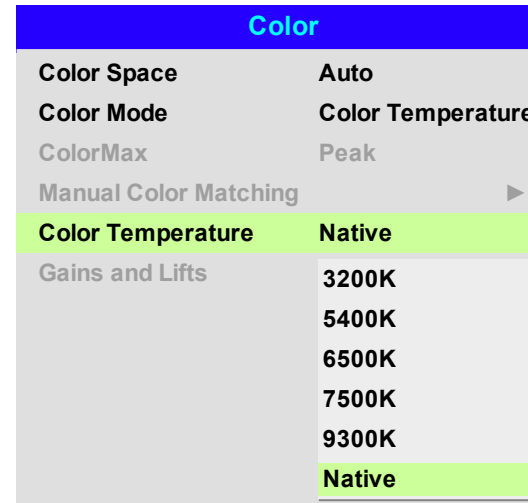 Color
Color Space Auto
Color Mode Color Temperature
ColorMax Peak
Manual Color Matching ►
Color Temperature Native
Gains and Lifts
3200K
5400K
6500K
7500K
9300K
Native